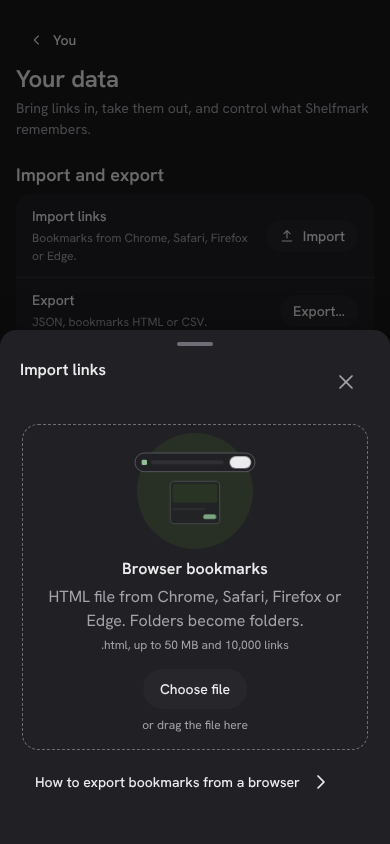 You
Your data
Bring links in, take them out, and control what Shelfmark
remembers.
Import and export
Import links
Bookmarks from Chrome, Safari, Firefox
or Edge.
Import
Export
JSON, bookmarks HTML or CSV.
Export...
Import links
Browser bookmarks
HTML file from Chrome, Safari, Firefox or
Edge. Folders become folders.
.html, up to 50 MB and 10,000 links
Choose file
or drag the file here
How to export bookmarks from a browser